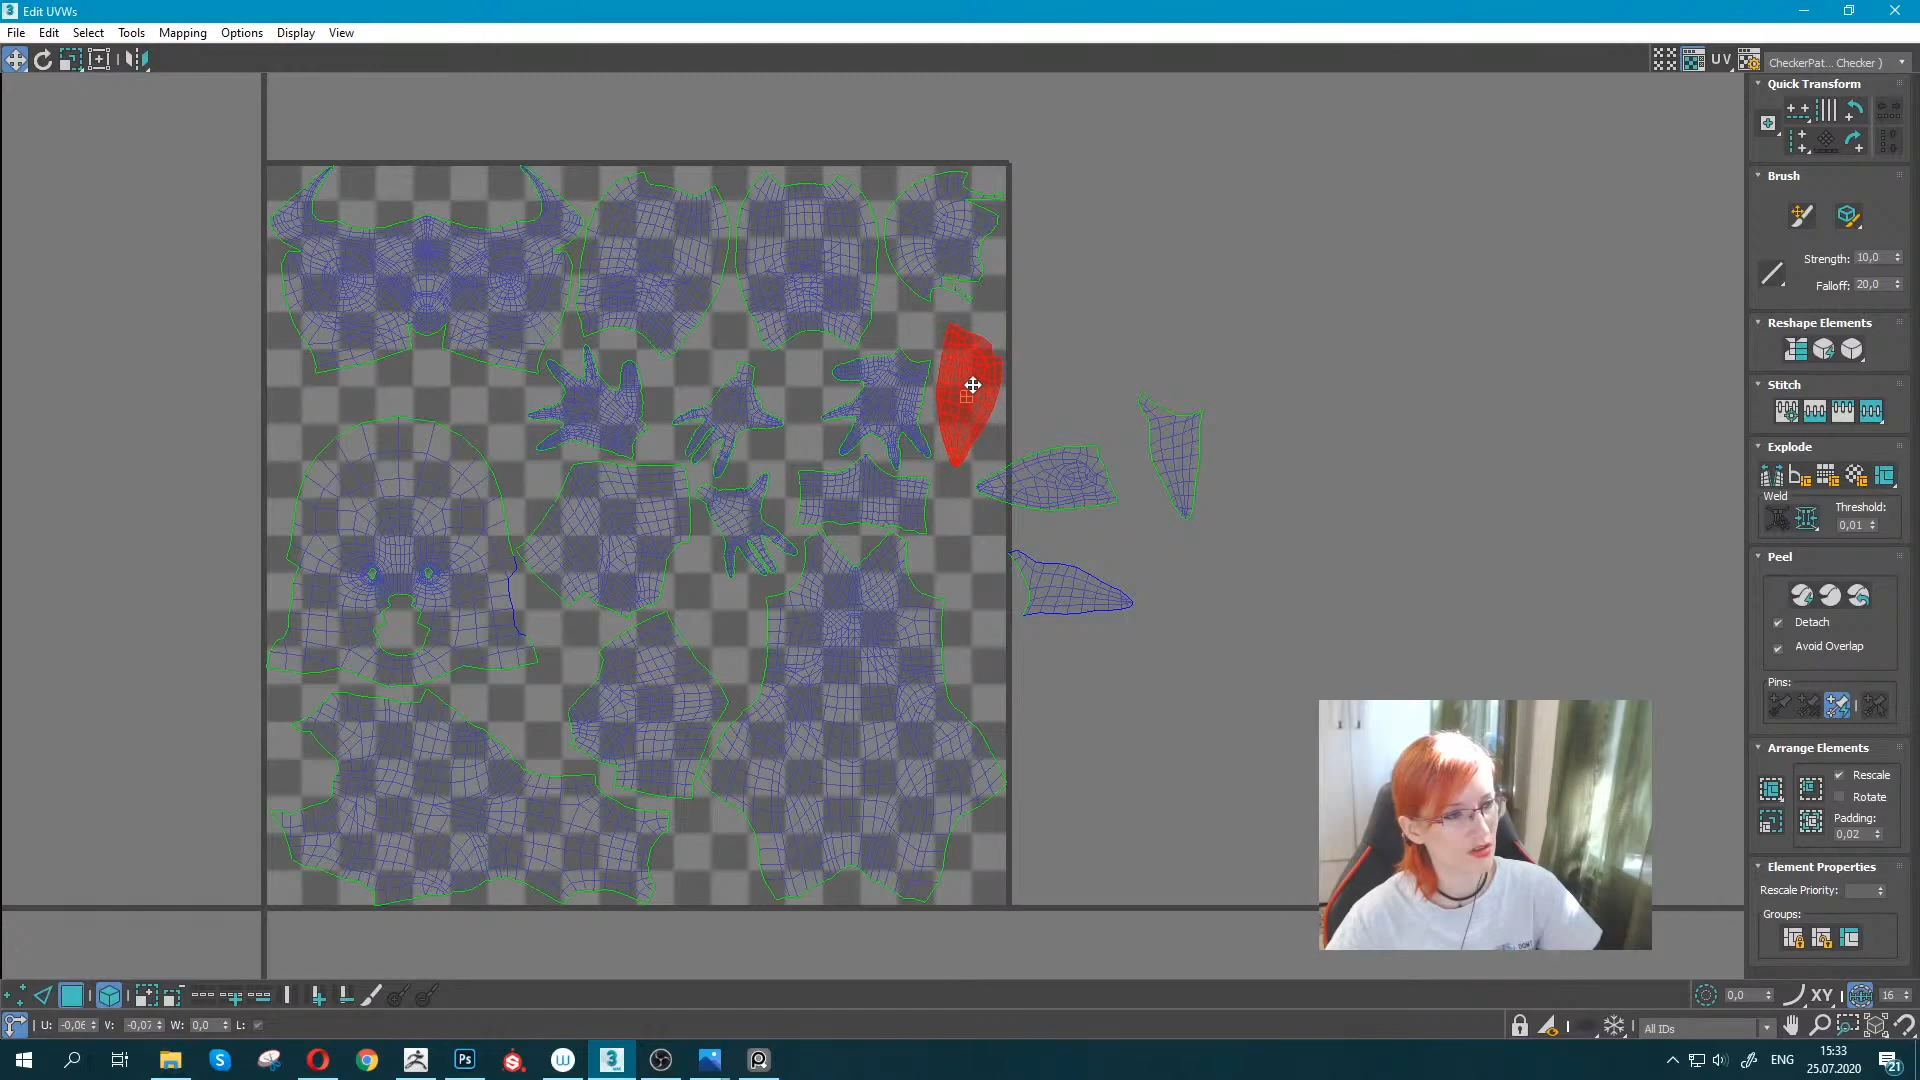 Edit UVWs
File Edit Select Tools Mapping Options Display View
UV CheckerPat... Checker )
Quick Transform
Brush
Strength: 10,0
Falloff: 20,0
Reshape Elements
Stitch
Explode
Weld
Threshold:
0,01
Peel
Detach
Avoid Overlap
Pins:
Arrange Elements
Rescale
Rotate
Padding:
0,02
Element Properties
Rescale Priority:
Groups:
0,0 XY 16
U: -0,06 V: -0,07 W: 0,0 L: All IDs
ENG 15:33
25.07.2020 21